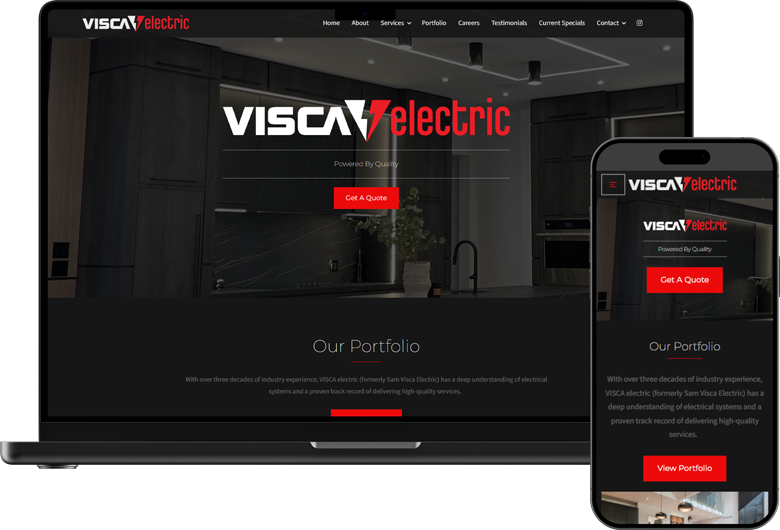 VISCA electric
Home About Services Portfolio Careers Testimonials Current Specials Contact
VISCA electric
Powered By Quality
Get A Quote
Our Portfolio
With over three decades of industry experience, VISCA electric (formerly Sam Visca Electric) has a deep understanding of electrical
systems and a proven track record of delivering high-quality services.
VISCA electric
VISCA electric
Powered By Quality
Get A Quote
Our Portfolio
With over three decades of industry experience,
VISCA electric (formerly Sam Visca Electric) has a
deep understanding of electrical systems and a
proven track record of delivering high-quality
services.
View Portfolio